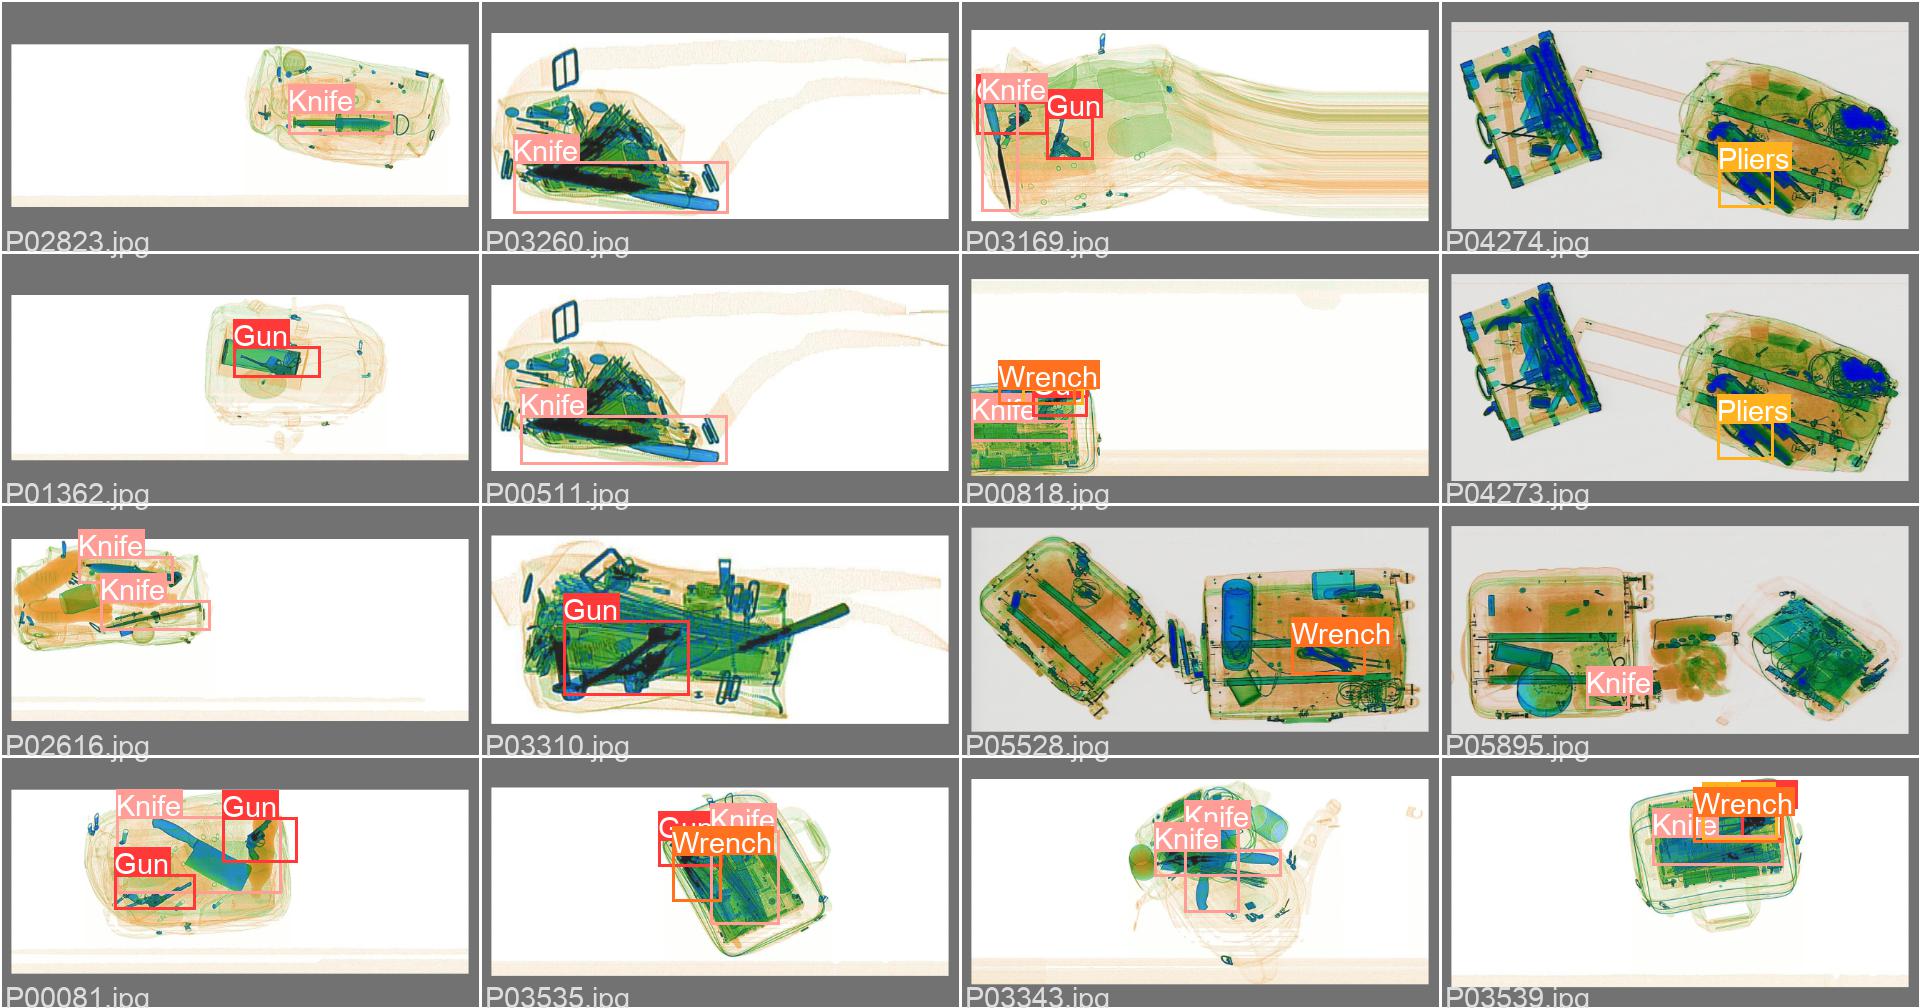 Knife
P02823.jpg
Knife
P03260.jpg
Knife
Gun
P03169.jpg
Pliers
P04274.jpg
Gun
P01362.jpg
Knife
P00511.jpg
Wrench
Gun
Knife
P00818.jpg
Pliers
P04273.jpg
Knife
Knife
P02616.jpg
Gun
P03310.jpg
Wrench
P05528.jpg
Knife
P05895.jpg
Knife
Gun
Gun
P00081.jpg
Gun
Knife
Wrench
P03535.jpg
Knife
Knife
P03343.jpg
Wrench
Knife
P03539.jpg